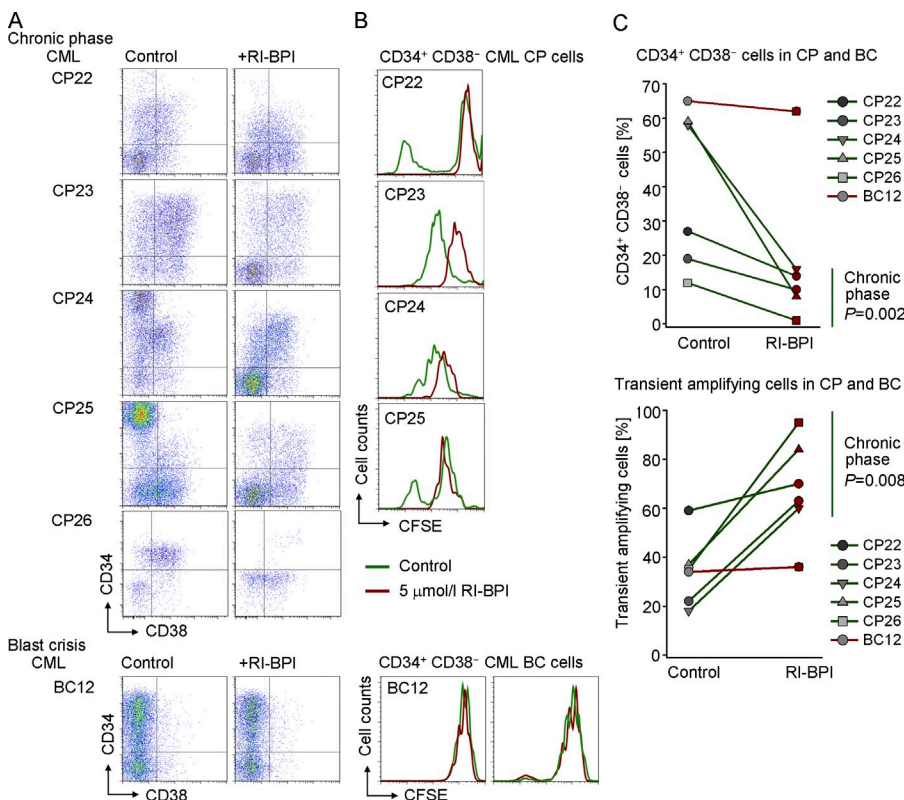 A
Chronic phase
CML
Control
+RI-BPI
CP22
CP23
CP24
CP25
CP26
CD34
CD38
Blast crisis
CML
Control
+RI-BPI
BC12
CD34
CD38
B
CD34⁺ CD38⁻ CML CP cells
CP22
CP23
CP24
CP25
Cell counts
CFSE
Control
5 µmol/l RI-BPI
CD34⁺ CD38⁻ CML BC cells
BC12
Cell counts
CFSE
C
CD34⁺ CD38⁻ cells in CP and BC
CD34⁺ CD38⁻ cells [%]
70
60
50
40
30
20
10
0
Control
RI-BPI
CP22
CP23
CP24
CP25
CP26
BC12
Chronic
phase
P=0.002
Transient amplifying cells in CP and BC
Transient amplifying cells [%]
100
80
60
40
20
0
Control
RI-BPI
Chronic
phase
P=0.008
CP22
CP23
CP24
CP25
CP26
BC12